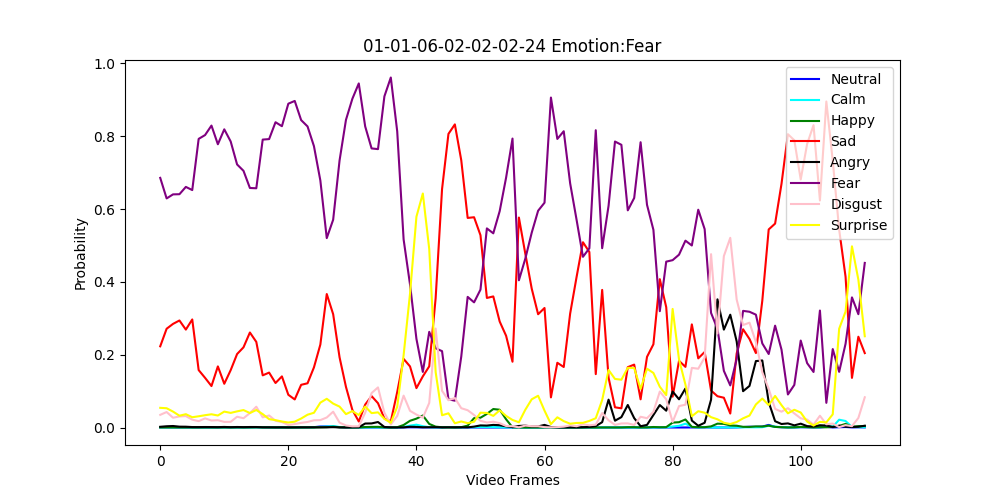 01-01-06-02-02-02-24 Emotion:Fear
1.0
0.8
0.6
0.4
0.2
0.0
Probability
0 20 40 60 80 100
Video Frames
Neutral
Calm
Happy
Sad
Angry
Fear
Disgust
Surprise